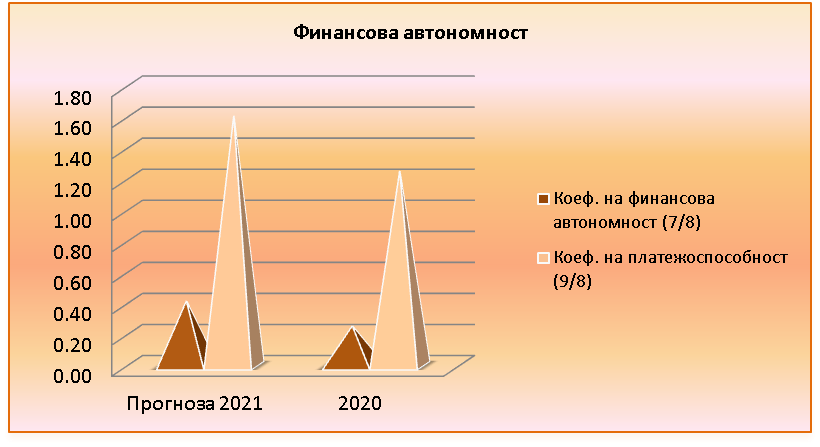 Финансова автономност
1.80
1.60
1.40
1.20
1.00
0.80
0.60
0.40
0.20
0.00
Прогноза 2021
2020
Коеф. на финансова
автономност (7/8)
Коеф. на платежоспособност
(9/8)